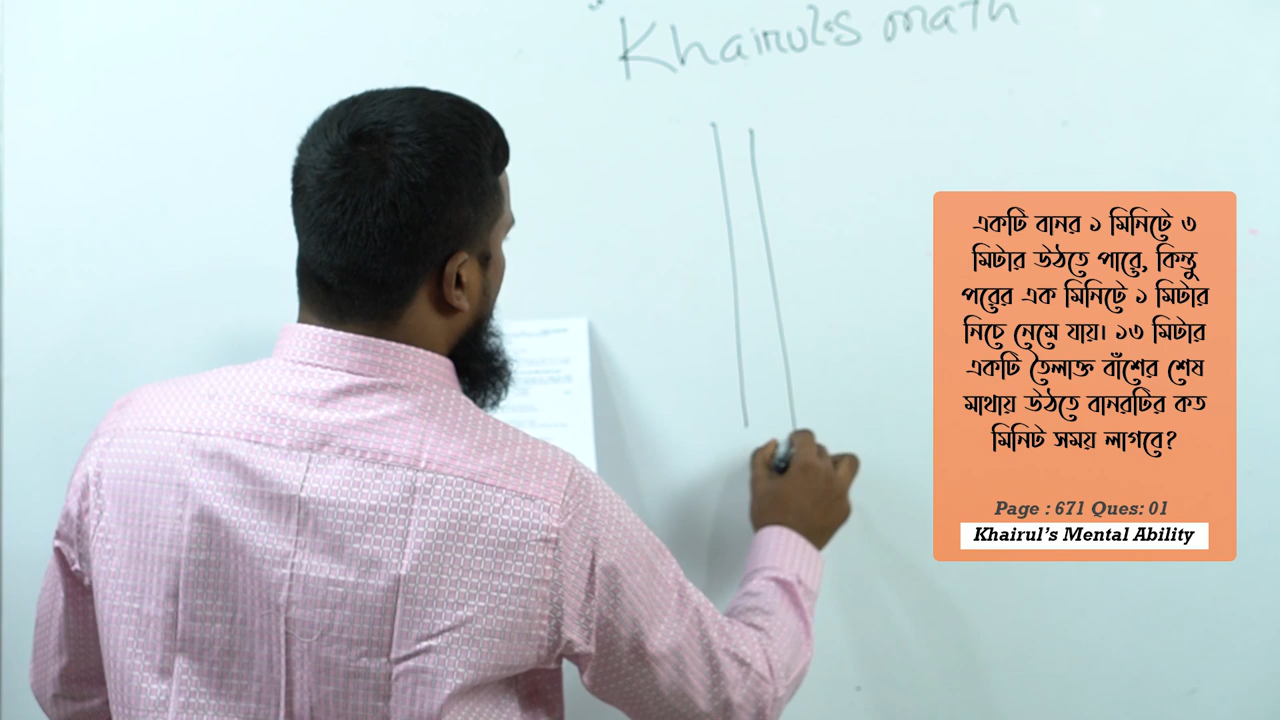 Khairul's math
একটি বানর ১ মিনিটে ৩
মিটার উঠতে পারে, কিন্তু
পরের এক মিনিটে ১ মিটার
নিচে নেমে যায়। ১৩ মিটার
একটি তৈলাক্ত বাঁশের শেষ
মাথায় উঠতে বানরটির কত
মিনিট সময় লাগবে?
Page : 671 Ques: 01
Khairul's Mental Ability